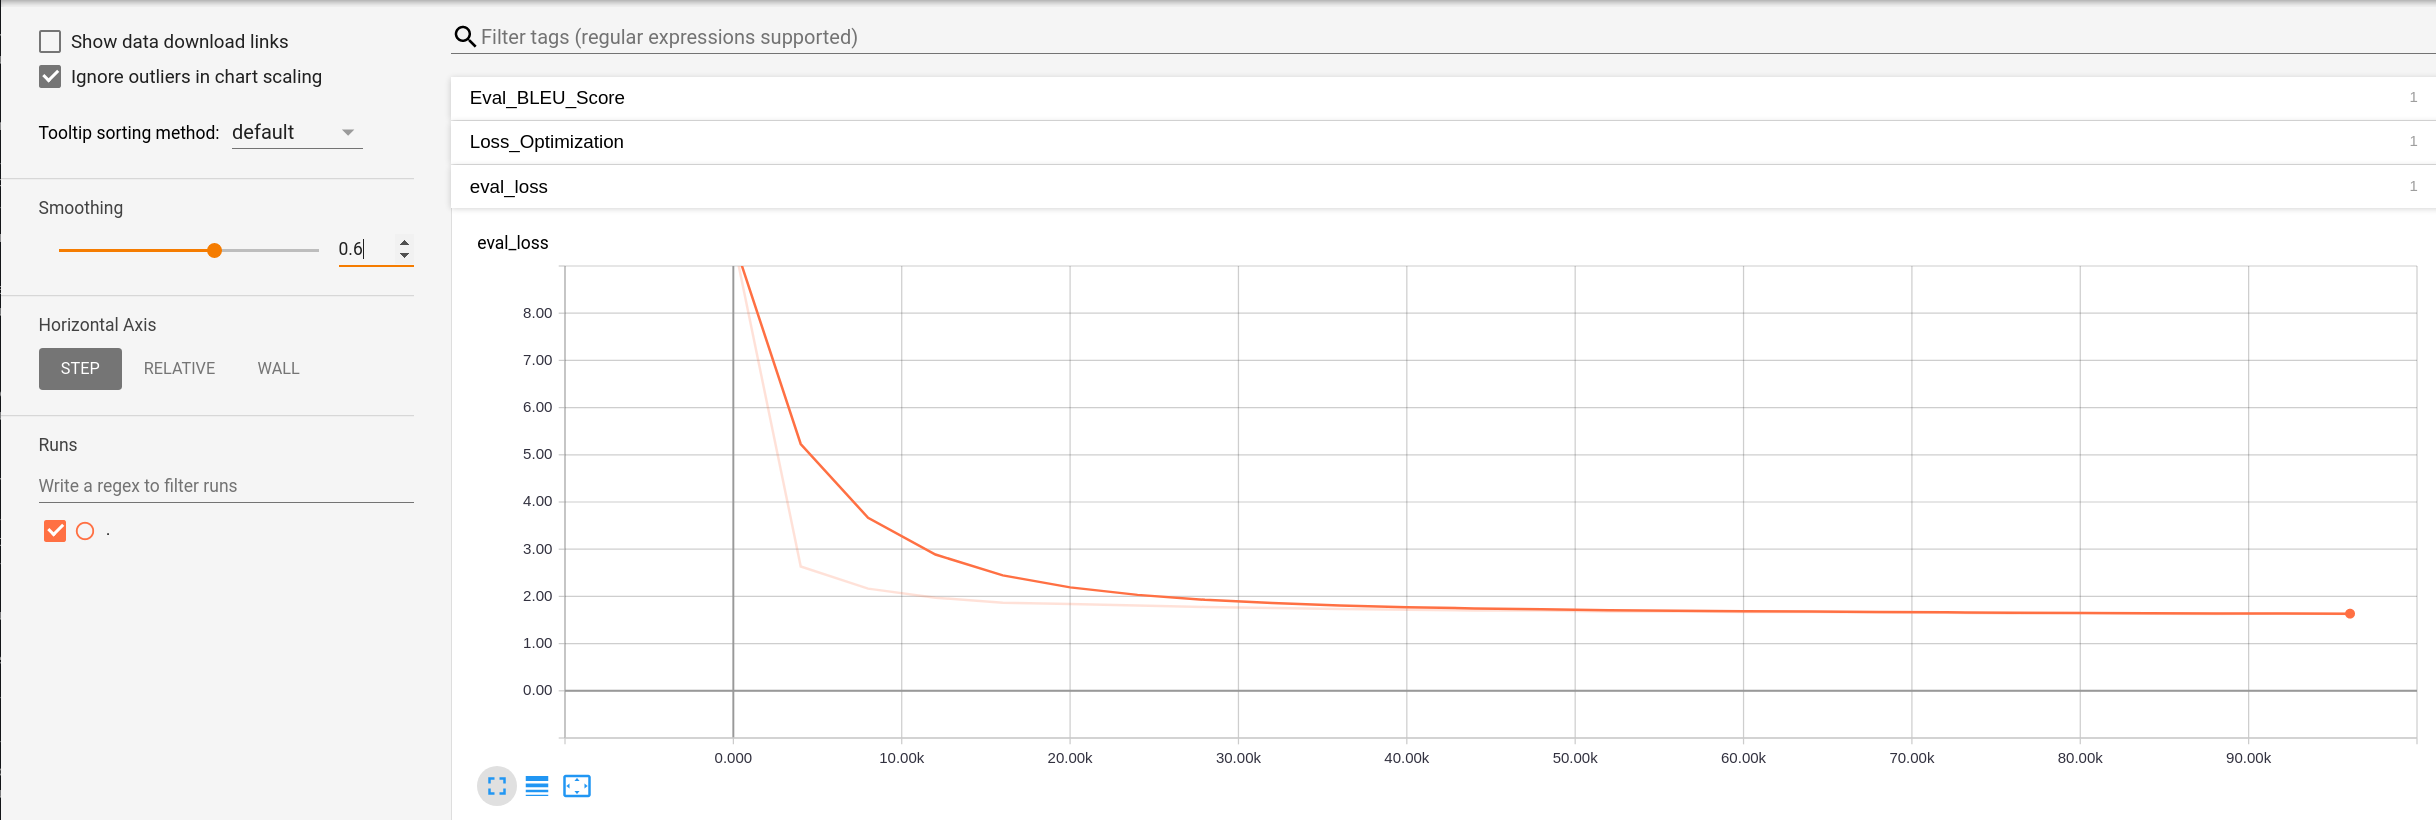 Show data download links
Ignore outliers in chart scaling
Tooltip sorting method: default
Smoothing
0.6
Horizontal Axis
STEP RELATIVE WALL
Runs
Write a regex to filter runs
.
Filter tags (regular expressions supported)
Eval_BLEU_Score 1
Loss_Optimization 1
eval_loss 1
eval_loss
8.00
7.00
6.00
5.00
4.00
3.00
2.00
1.00
0.00
0.000 10.00k 20.00k 30.00k 40.00k 50.00k 60.00k 70.00k 80.00k 90.00k